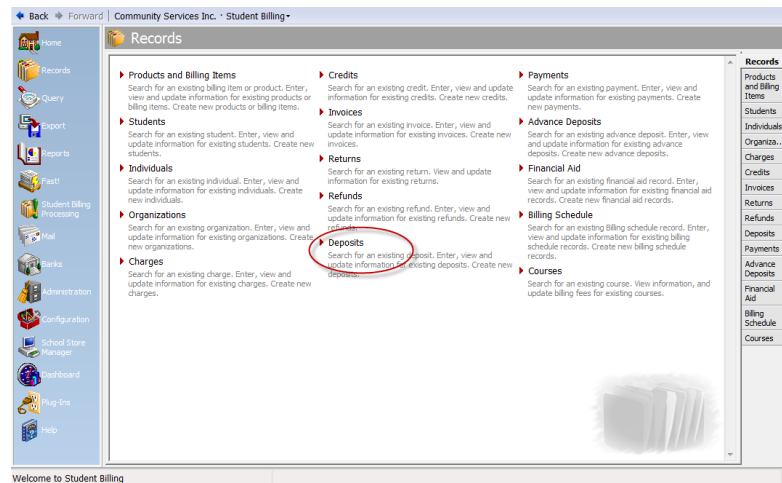 Back Forward Community Services Inc. · Student Billing
Home
Records
Query
Export
Reports
Fast!
Student Billing
Processing
Mail
Banks
Administration
Configuration
School Store
Manager
Dashboard
Plug-Ins
Help
Records
Products and Billing Items
Search for an existing billing item or product. Enter,
view and update information for existing products or
billing items. Create new products or billing items.
Students
Search for an existing student. Enter, view and
update information for existing students. Create new
students.
Individuals
Search for an existing individual. Enter, view and
update information for existing individuals. Create
new individuals.
Organizations
Search for an existing organization. Enter, view and
update information for existing organizations. Create
new organizations.
Charges
Search for an existing charge. Enter, view and
update information for existing charges. Create new
charges.
Credits
Search for an existing credit. Enter, view and update
information for existing credits. Create new credits.
Invoices
Search for an existing invoice. Enter, view and
update information for existing invoices. Create new
invoices.
Returns
Search for an existing return. View and update
information for existing returns.
Refunds
Search for an existing refund. Enter, view and
update information for existing refunds. Create new
refunds.
Deposits
Search for an existing deposit. Enter, view and
update information for existing deposits. Create new
deposits.
Payments
Search for an existing payment. Enter, view and
update information for existing payments. Create
new payments.
Advance Deposits
Search for an existing advance deposit. Enter, view
and update information for existing advance
deposits. Create new advance deposits.
Financial Aid
Search for an existing financial aid record. Enter,
view and update information for existing financial aid
records. Create new financial aid records.
Billing Schedule
Search for an existing Billing schedule record. Enter,
view and update information for existing billing
schedule records. Create new billing schedule
records.
Courses
Search for an existing course. View information, and
update billing fees for existing courses.
Records
Products
and Billing
Items
Students
Individuals
Organiza..
Charges
Credits
Invoices
Returns
Refunds
Deposits
Payments
Advance
Deposits
Financial
Aid
Billing
Schedule
Courses
Welcome to Student Billing